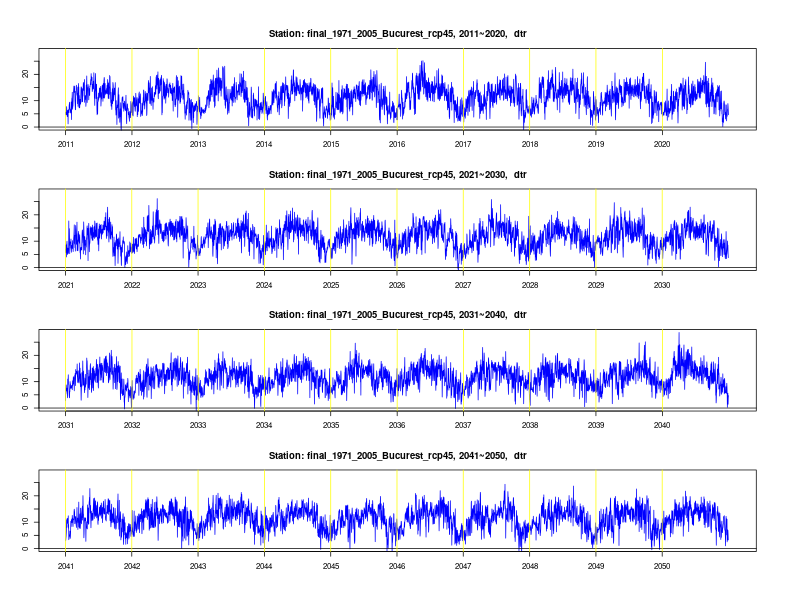 Station: final_1971_2005_Bucurest_rcp45, 2011~2020, dtr
20
10
5
0
2011 2012 2013 2014 2015 2016 2017 2018 2019 2020
Station: final_1971_2005_Bucurest_rcp45, 2021~2030, dtr
20
10
5
0
2021 2022 2023 2024 2025 2026 2027 2028 2029 2030
Station: final_1971_2005_Bucurest_rcp45, 2031~2040, dtr
20
10
5
0
2031 2032 2033 2034 2035 2036 2037 2038 2039 2040
Station: final_1971_2005_Bucurest_rcp45, 2041~2050, dtr
20
10
5
0
2041 2042 2043 2044 2045 2046 2047 2048 2049 2050